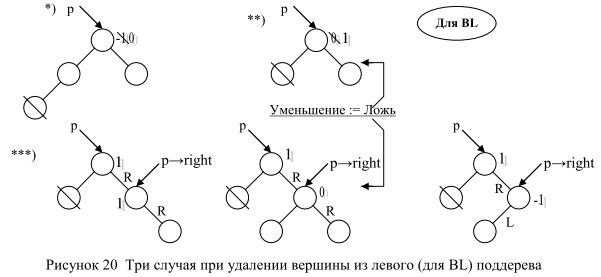 *) p -1 0
**) p 0 1
Для BL
Уменьшение := Ложь
***) p 1 R p→right 1 R
p 1 R p→right 0 R
p 1 R p→right -1 L
Рисунок 20 Три случая при удалении вершины из левого (для BL) поддерева